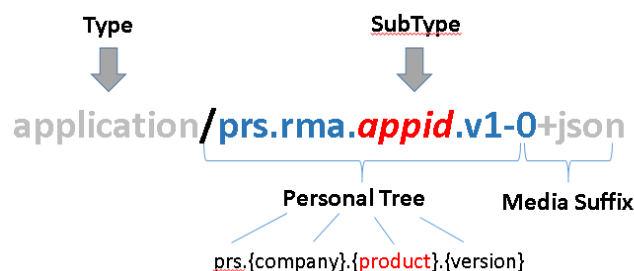 Type SubType
application/prs.rma.appid.v1-0+json
Personal Tree Media Suffix
prs.{company}.{product}.{version}